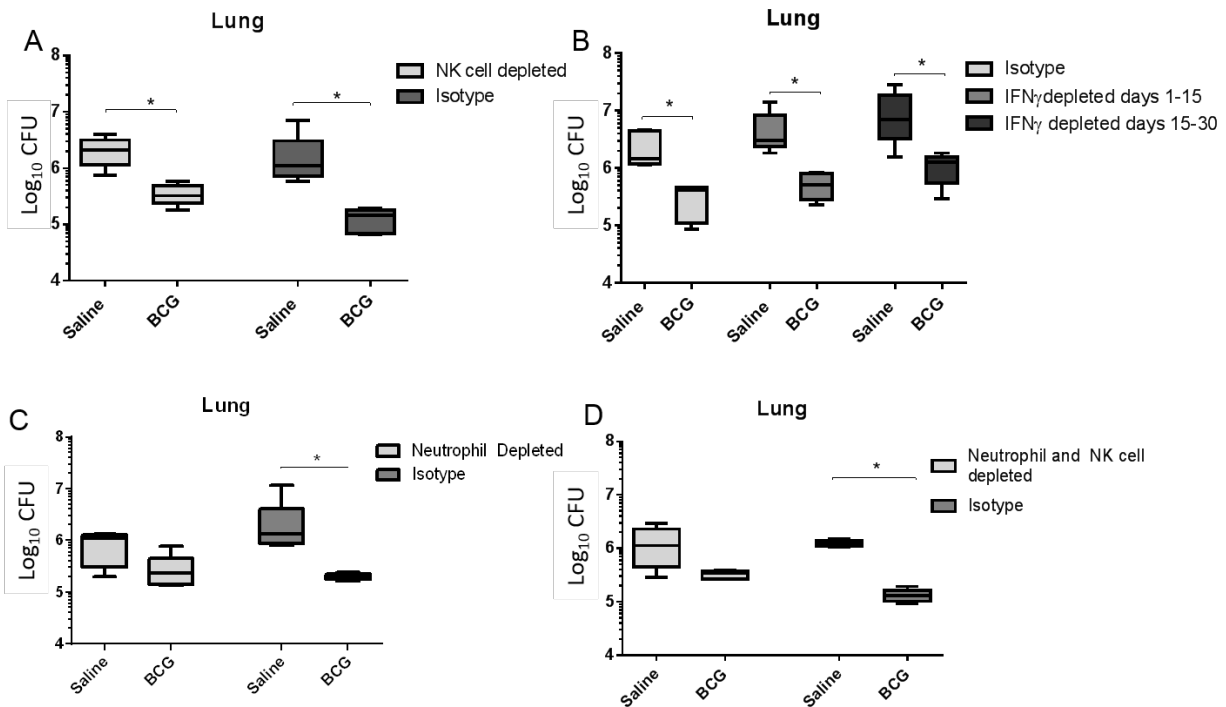 A
Lung
Log10 CFU
8
7
6
5
4
Saline
BCG
Saline
BCG
*
*
NK cell depleted
Isotype
B
Lung
Log10 CFU
8
7
6
5
4
Saline
BCG
Saline
BCG
Saline
BCG
*
*
*
Isotype
IFNγdepleted days 1-15
IFNγ depleted days 15-30
C
Lung
Log10 CFU
8
7
6
5
4
Saline
BCG
Saline
BCG
*
Neutrophil Depleted
Isotype
D
Lung
Log10 CFU
8
7
6
5
4
Saline
BCG
Saline
BCG
*
Neutrophil and NK cell
depleted
Isotype